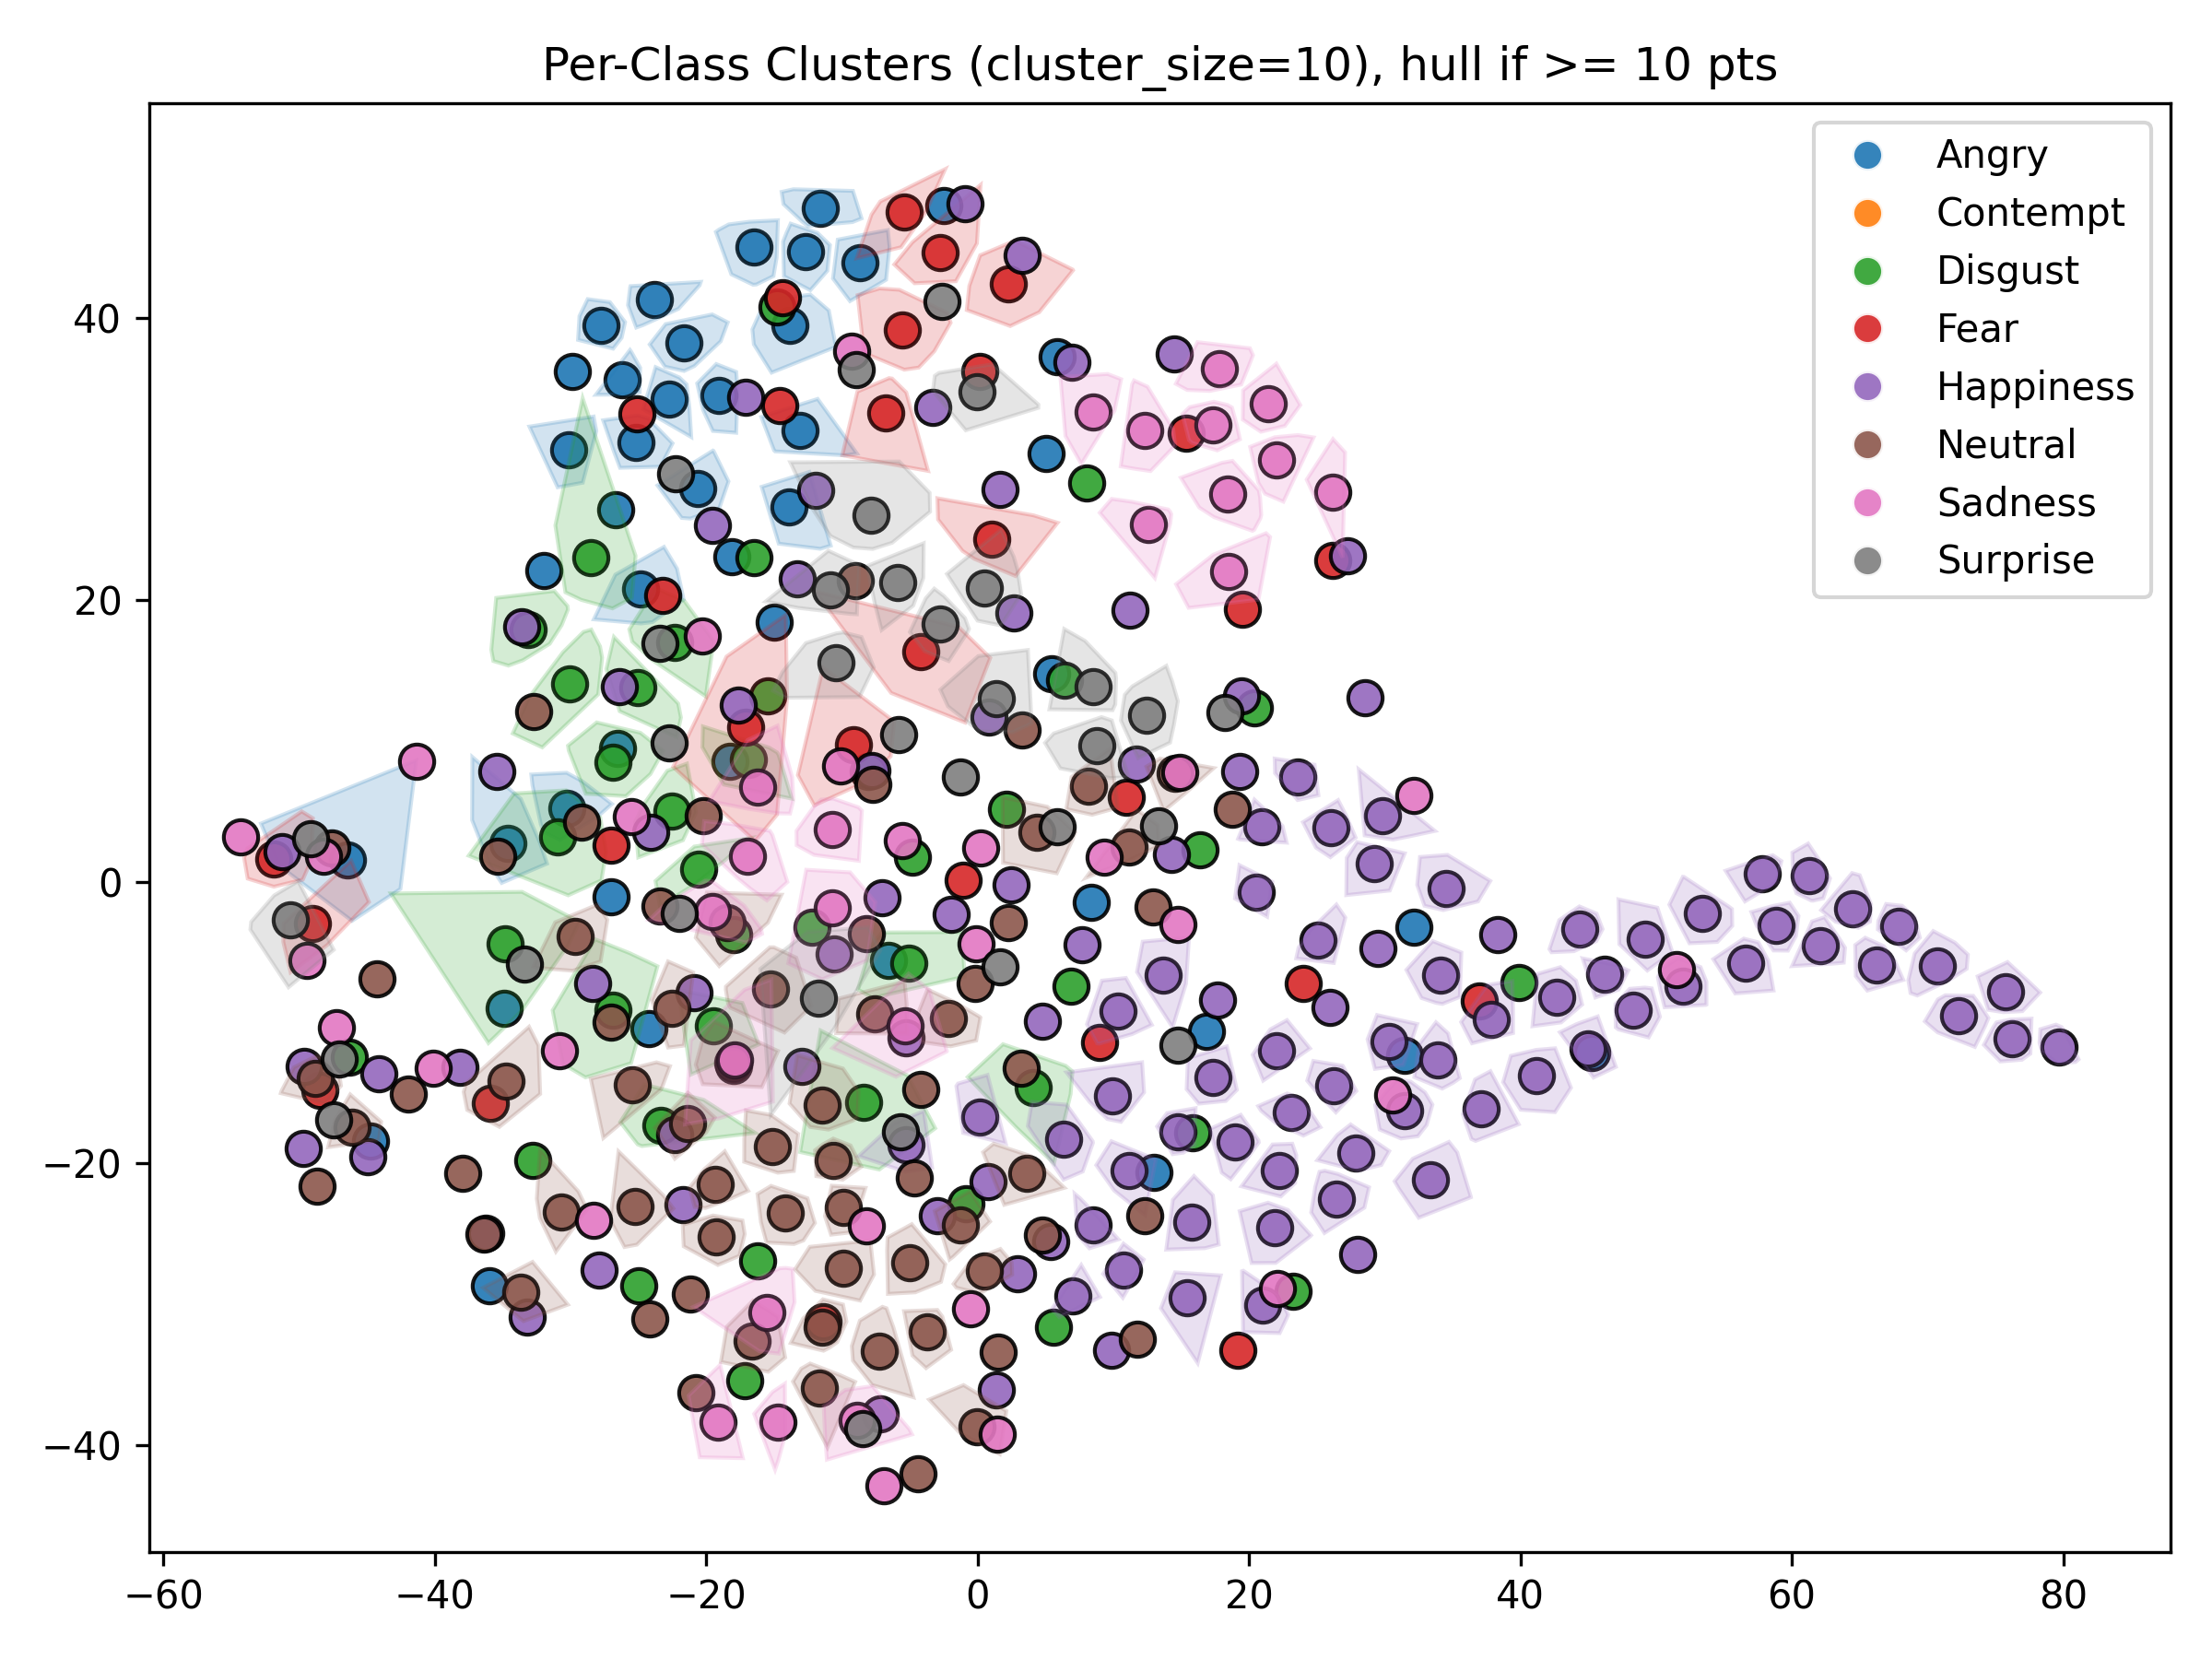 Per-Class Clusters (cluster_size=10), hull if >= 10 pts
Angry
Contempt
Disgust
Fear
Happiness
Neutral
Sadness
Surprise
40
20
0
−20
−40
−60
−40
−20
0
20
40
60
80